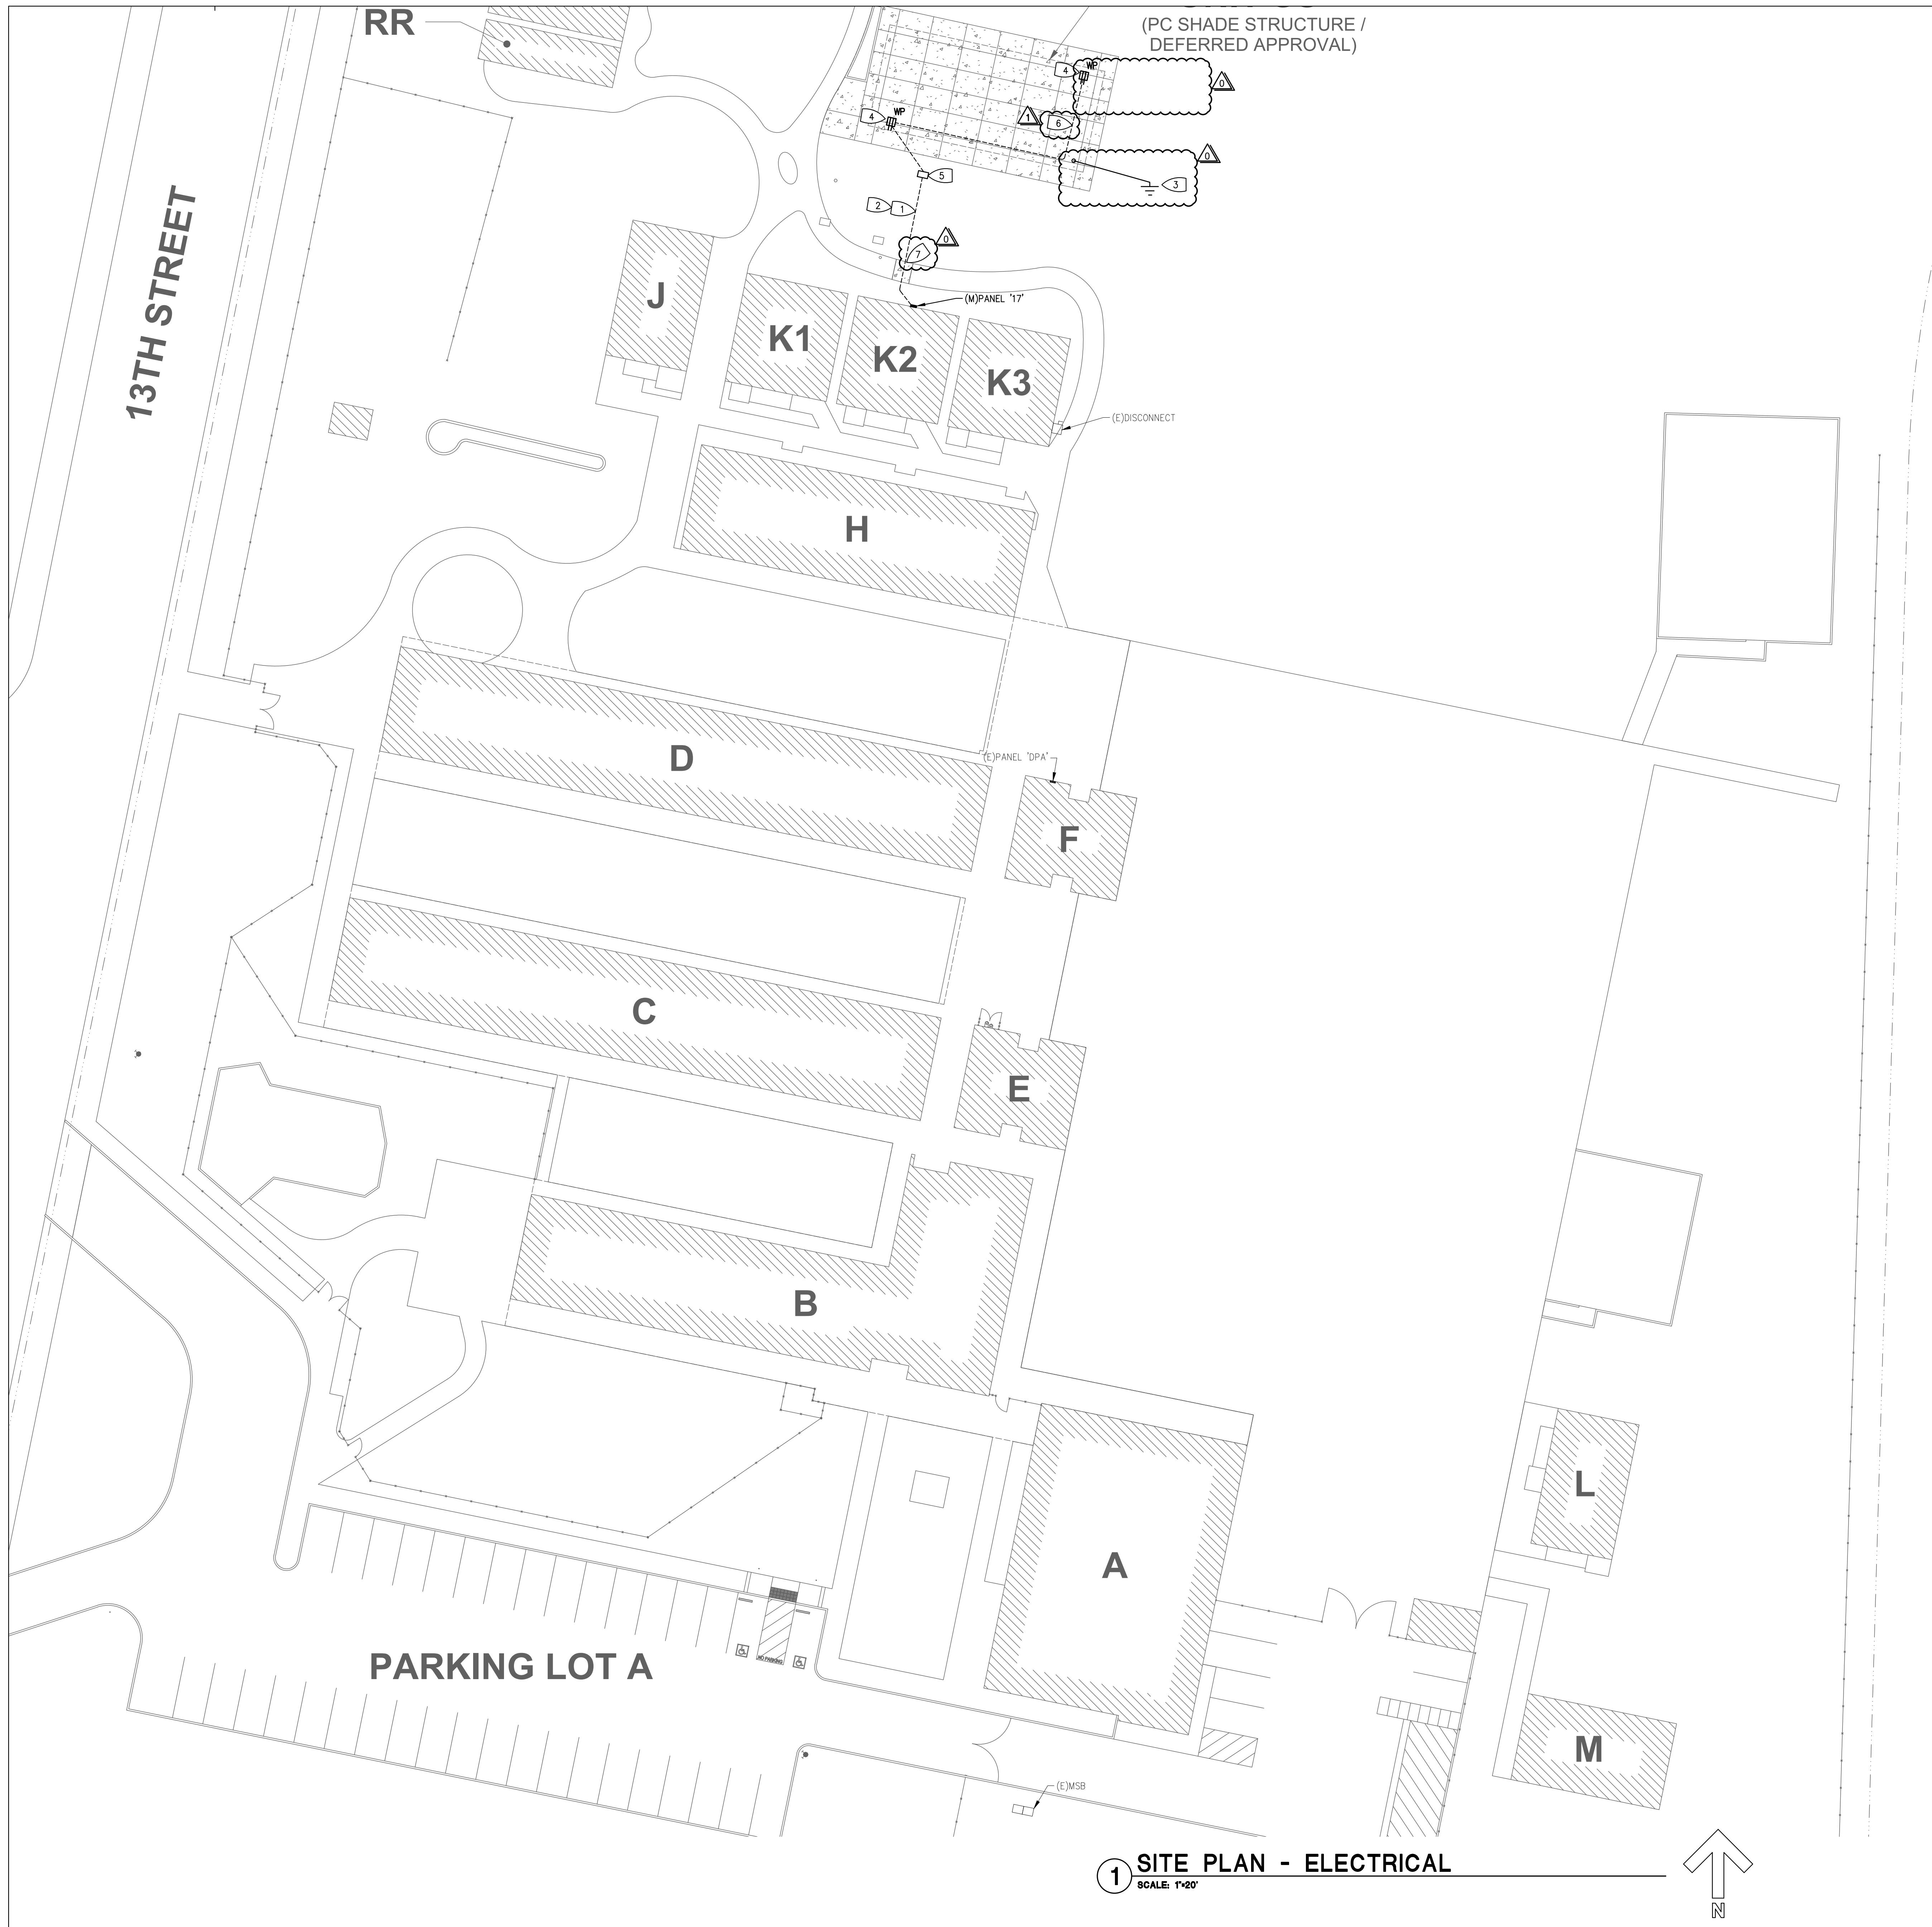 RR
(PC SHADE STRUCTURE /
DEFERRED APPROVAL)
4
WP
0
4
WP
1
6
0
3
5
2
1
0
7
13TH STREET
J
(M)PANEL '17'
K1
K2
K3
(E)DISCONNECT
H
D
(E)PANEL 'DPA'
F
C
E
B
L
A
PARKING LOT A
NO PARKING
M
(E)MSB
1
SITE PLAN - ELECTRICAL
SCALE: 1"=20'
N